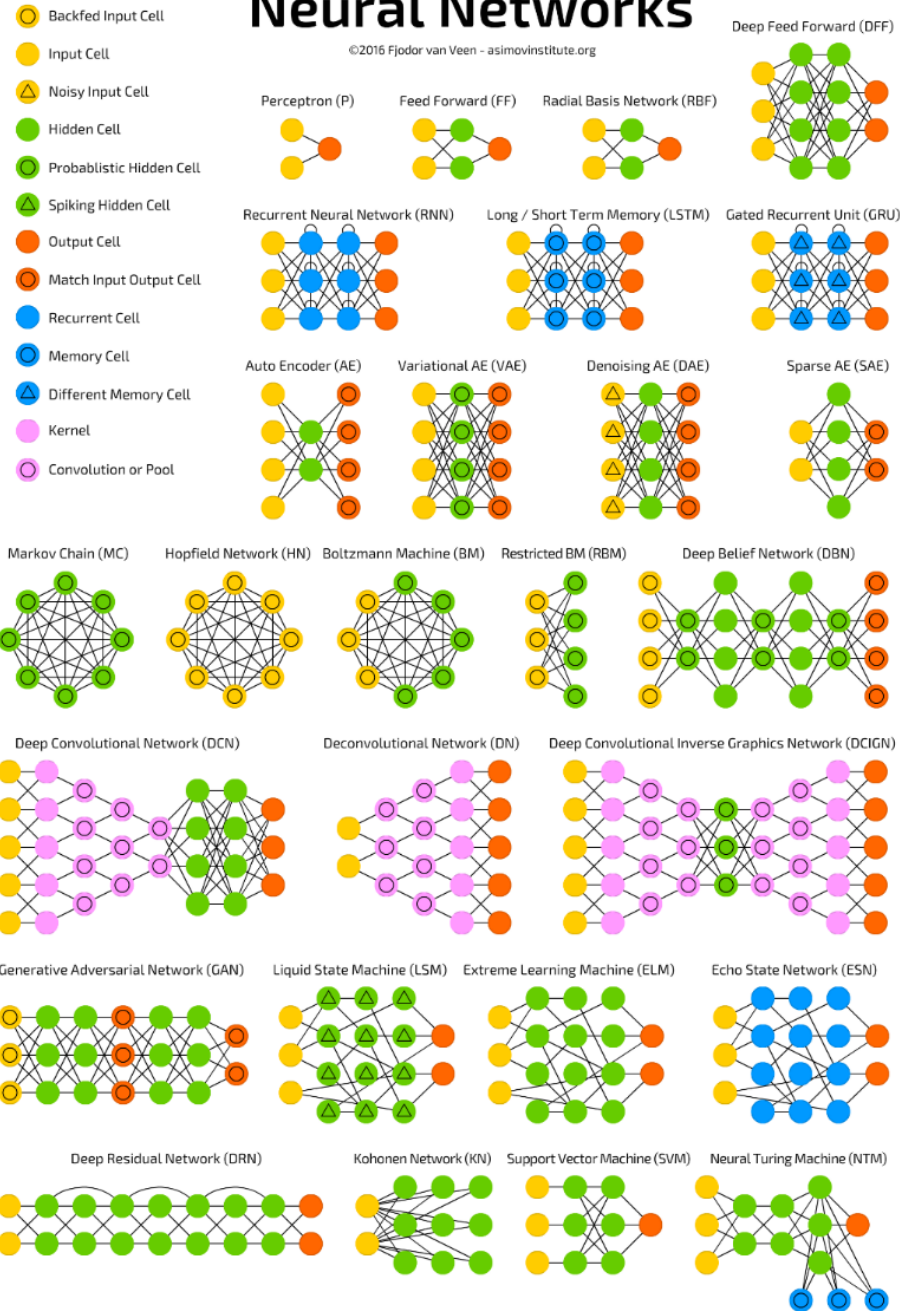 Neural Networks
©2016 Fjodor van Veen - asimovinstitute.org
Backfed Input Cell
Input Cell
Noisy Input Cell
Hidden Cell
Probablistic Hidden Cell
Spiking Hidden Cell
Output Cell
Match Input Output Cell
Recurrent Cell
Memory Cell
Different Memory Cell
Kernel
Convolution or Pool
Deep Feed Forward (DFF)
Perceptron (P)
Feed Forward (FF)
Radial Basis Network (RBF)
Recurrent Neural Network (RNN)
Long / Short Term Memory (LSTM)
Gated Recurrent Unit (GRU)
Auto Encoder (AE)
Variational AE (VAE)
Denoising AE (DAE)
Sparse AE (SAE)
Markov Chain (MC)
Hopfield Network (HN)
Boltzmann Machine (BM)
Restricted BM (RBM)
Deep Belief Network (DBN)
Deep Convolutional Network (DCN)
Deconvolutional Network (DN)
Deep Convolutional Inverse Graphics Network (DCIGN)
Generative Adversarial Network (GAN)
Liquid State Machine (LSM)
Extreme Learning Machine (ELM)
Echo State Network (ESN)
Deep Residual Network (DRN)
Kohonen Network (KN)
Support Vector Machine (SVM)
Neural Turing Machine (NTM)